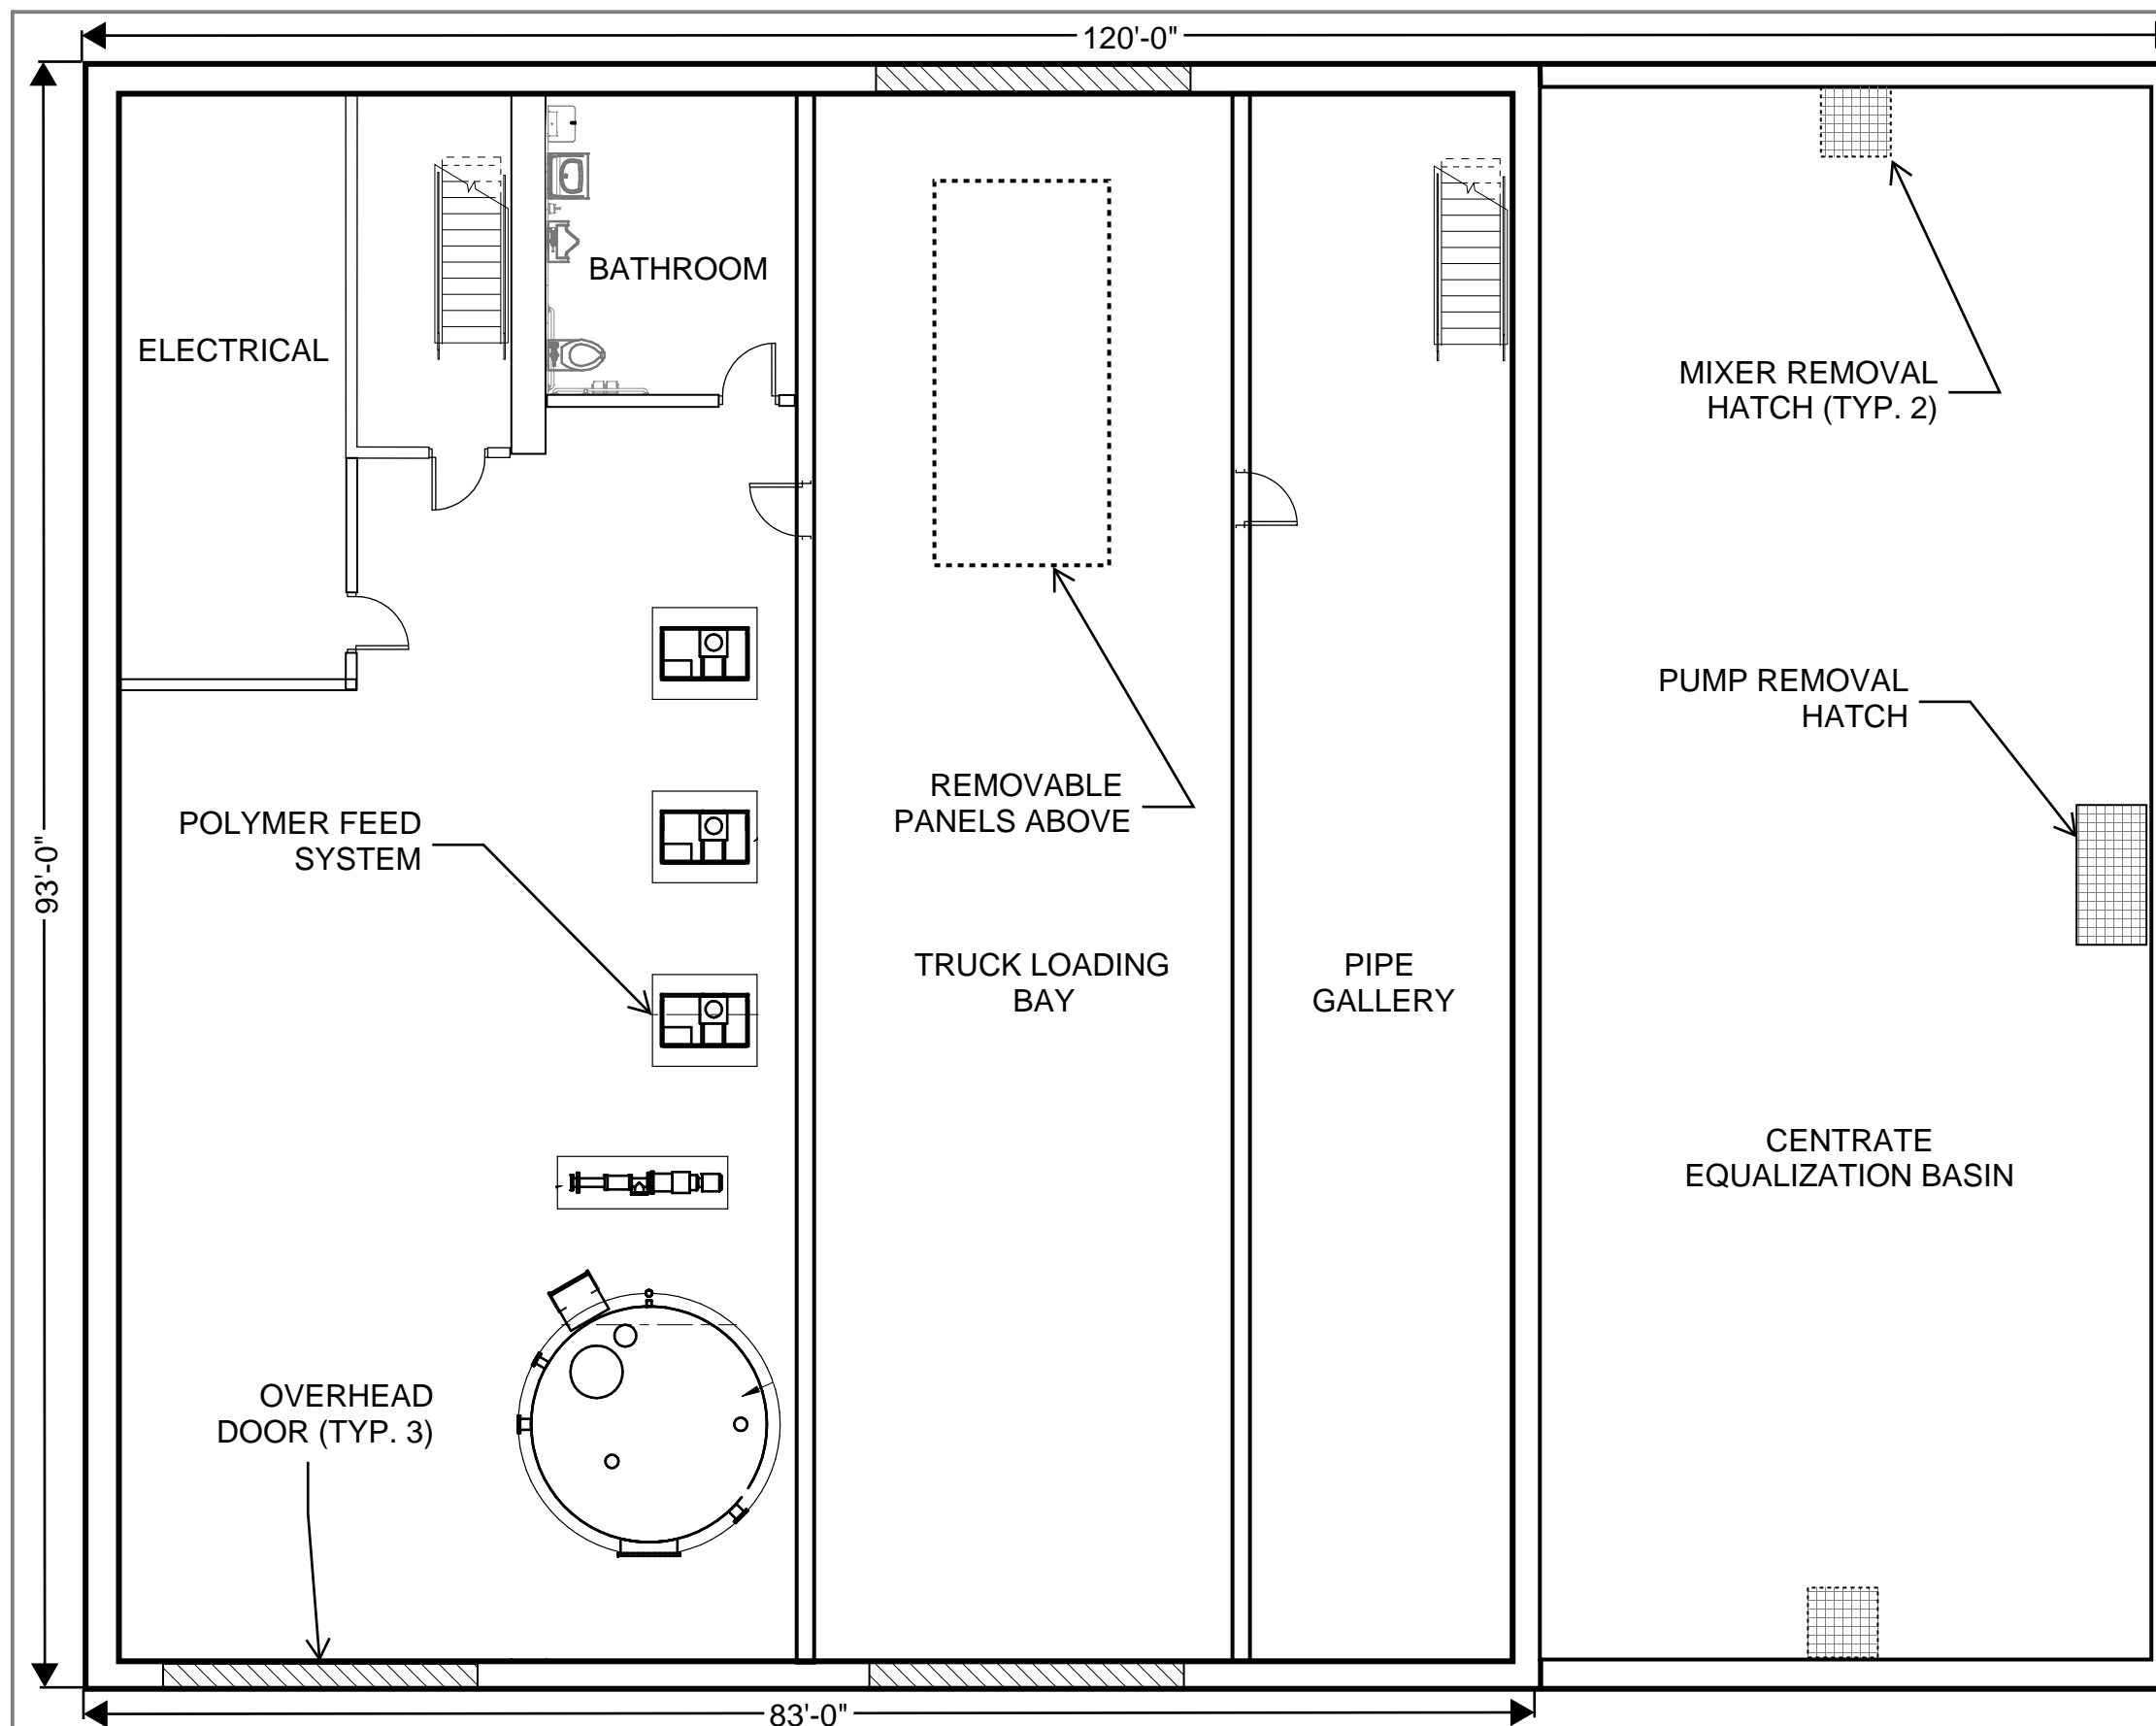 120'-0"
BATHROOM
ELECTRICAL
MIXER REMOVAL
HATCH (TYP. 2)
PUMP REMOVAL
HATCH
REMOVABLE
PANELS ABOVE
POLYMER FEED
SYSTEM
93'-0"
TRUCK LOADING
BAY
PIPE
GALLERY
CENTRATE
EQUALIZATION BASIN
OVERHEAD
DOOR (TYP. 3)
83'-0"